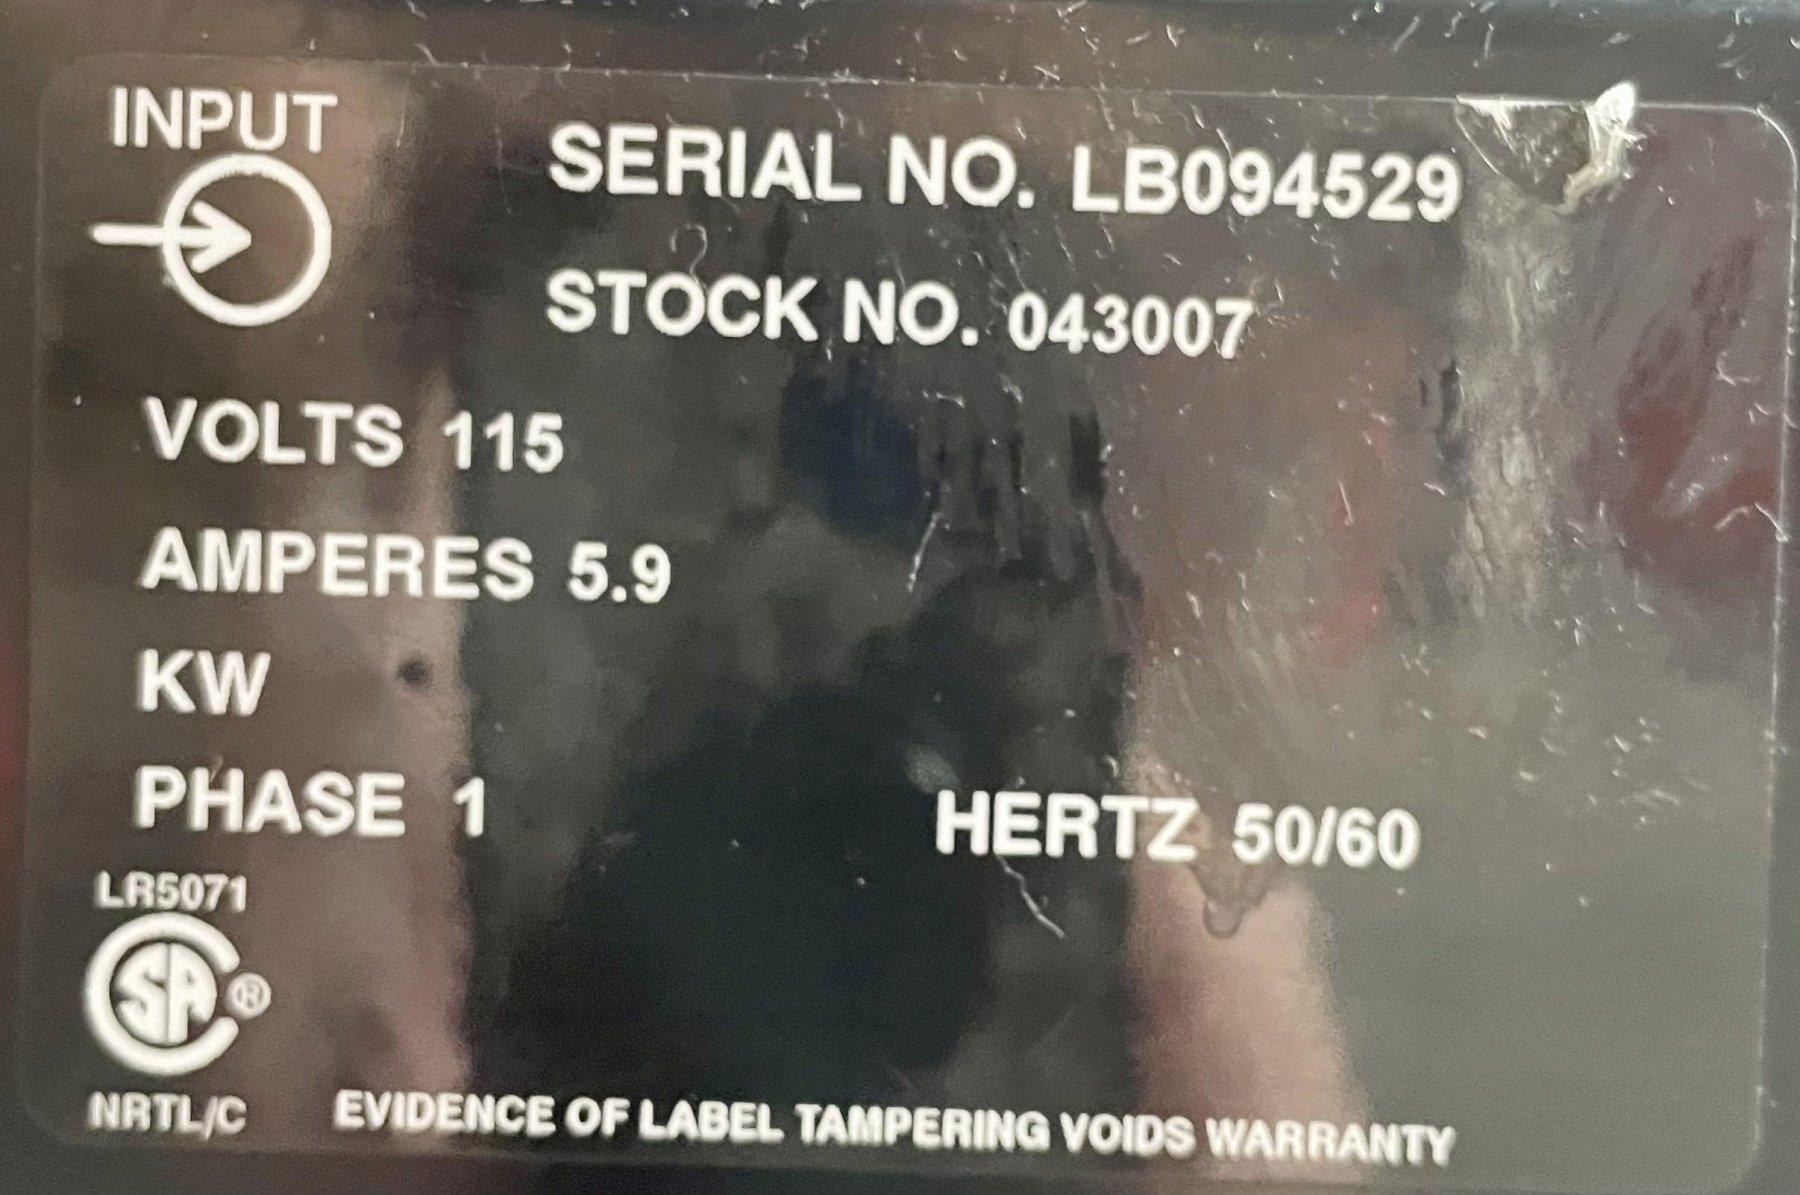 INPUT
SERIAL NO. LB094529
STOCK NO. 043007
VOLTS 115
AMPERES 5.9
KW
PHASE 1
HERTZ 50/60
LR5071
SA ®
NRTL/C
EVIDENCE OF LABEL TAMPERING VOIDS WARRANTY